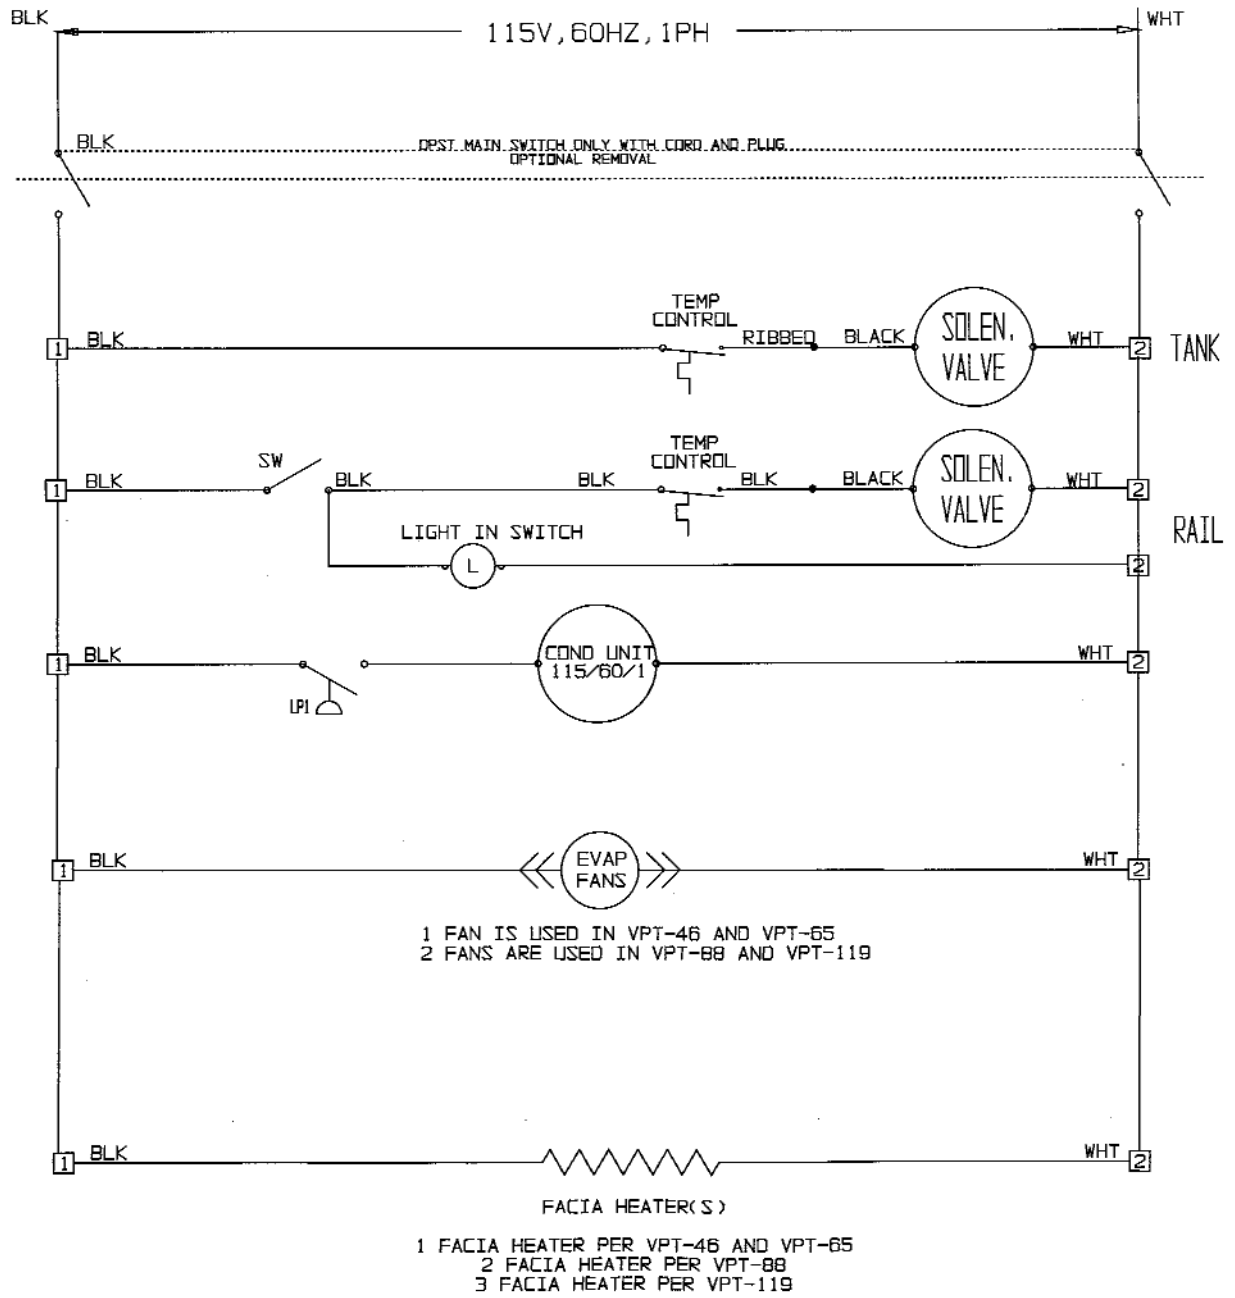 BLK
115V, 60HZ, 1PH
WHT
BLK
DPST MAIN SWITCH ONLY WITH CORD AND PLUG
OPTIONAL REMOVAL
1
BLK
TEMP
CONTROL
RIBBED
BLACK
SOLEN.
VALVE
WHT
2
TANK
1
BLK
SW
BLK
BLK
TEMP
CONTROL
BLK
BLACK
SOLEN.
VALVE
WHT
2
RAIL
LIGHT IN SWITCH
L
2
1
BLK
LP1
COND UNIT
115/60/1
WHT
2
1
BLK
EVAP
FANS
WHT
2
1 FAN IS USED IN VPT-46 AND VPT-65
2 FANS ARE USED IN VPT-88 AND VPT-119
1
BLK
WHT
2
FACIA HEATER(S)
1 FACIA HEATER PER VPT-46 AND VPT-65
2 FACIA HEATER PER VPT-88
3 FACIA HEATER PER VPT-119